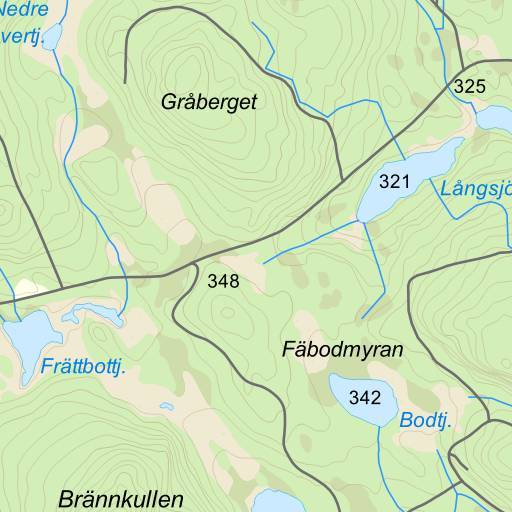 Nedre
vertj.
Gråberget
325
321
Långsjö
348
Fäbodmyran
Frättbottj.
342
Bodtj.
Brännkullen